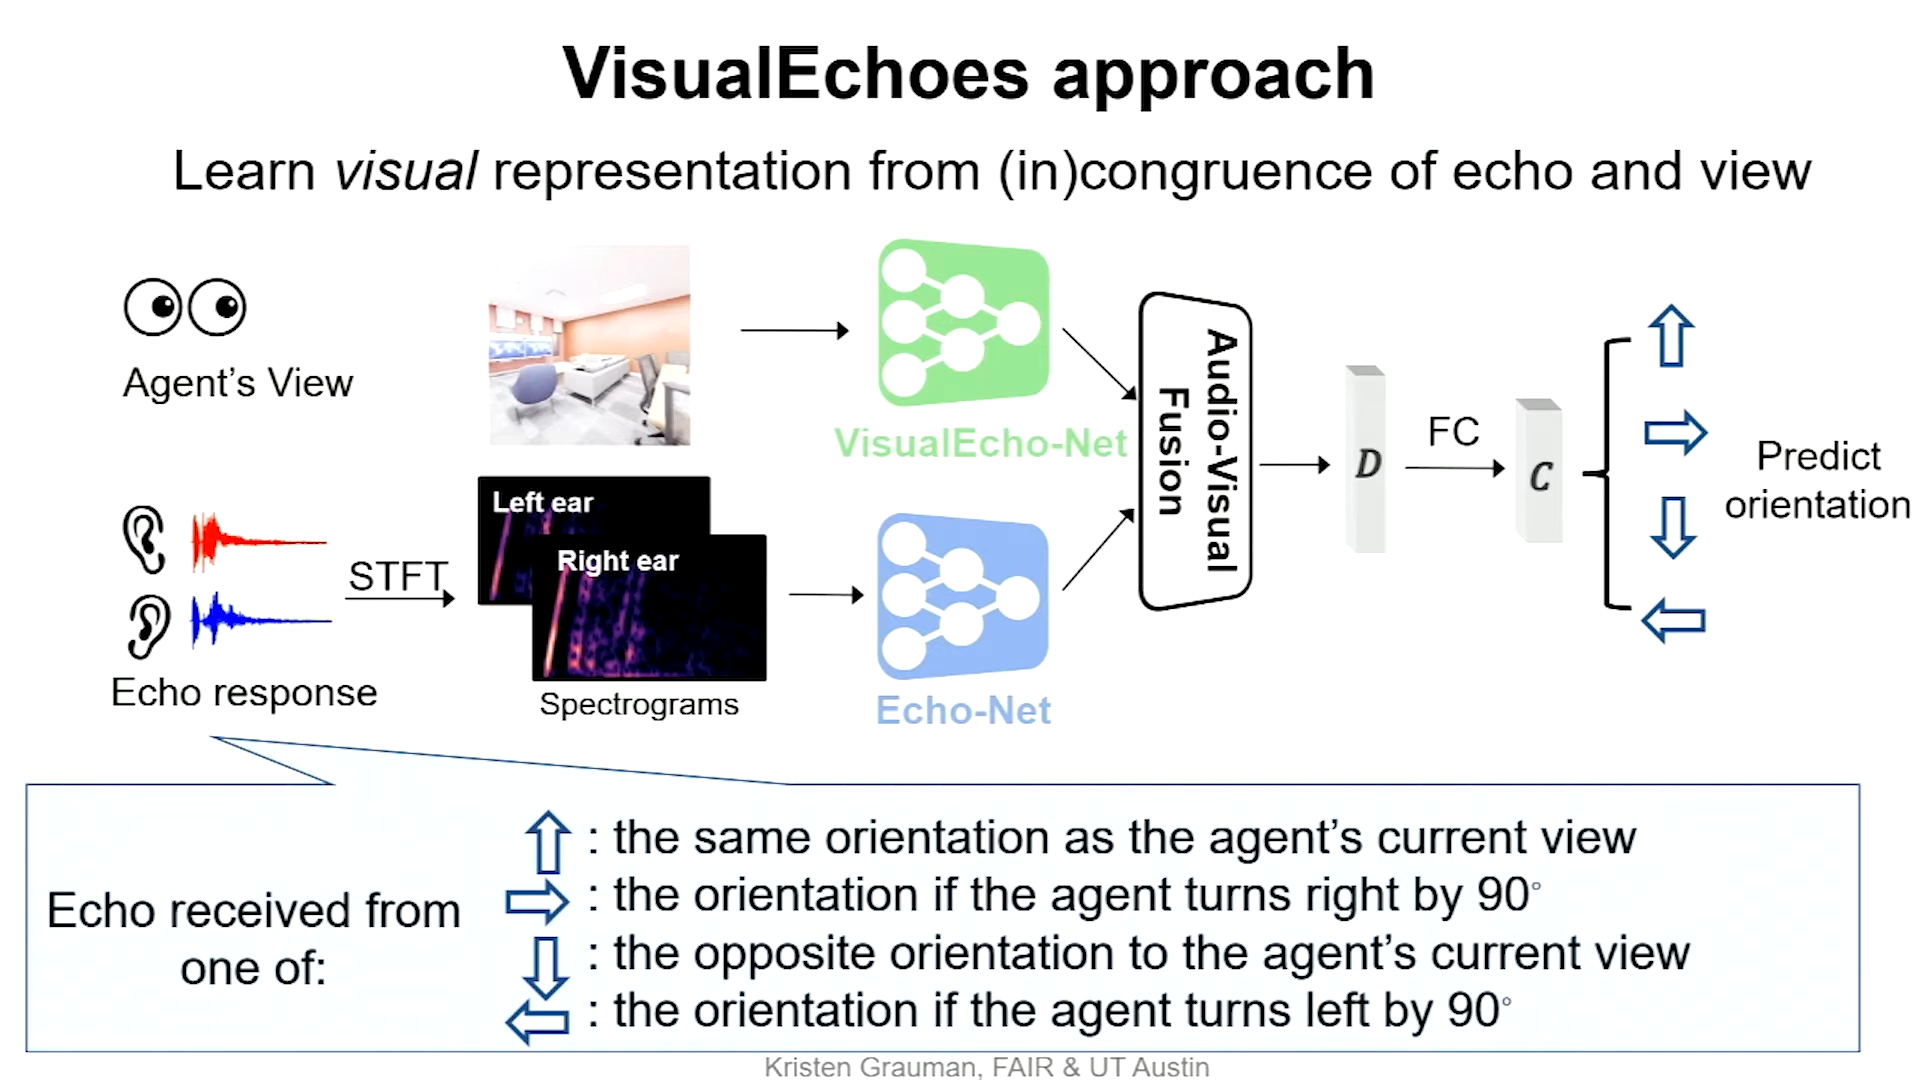 VisualEchoes approach
Learn visual representation from (in)congruence of echo and view
Agent's View
VisualEcho-Net
Audio-Visual
Fusion
D
FC
C
Predict
orientation
Left ear
Right ear
STFT
Echo response
Spectrograms
Echo-Net
Echo received from
one of:
: the same orientation as the agent's current view
: the orientation if the agent turns right by 90°
: the opposite orientation to the agent's current view
: the orientation if the agent turns left by 90°
Kristen Grauman, FAIR & UT Austin